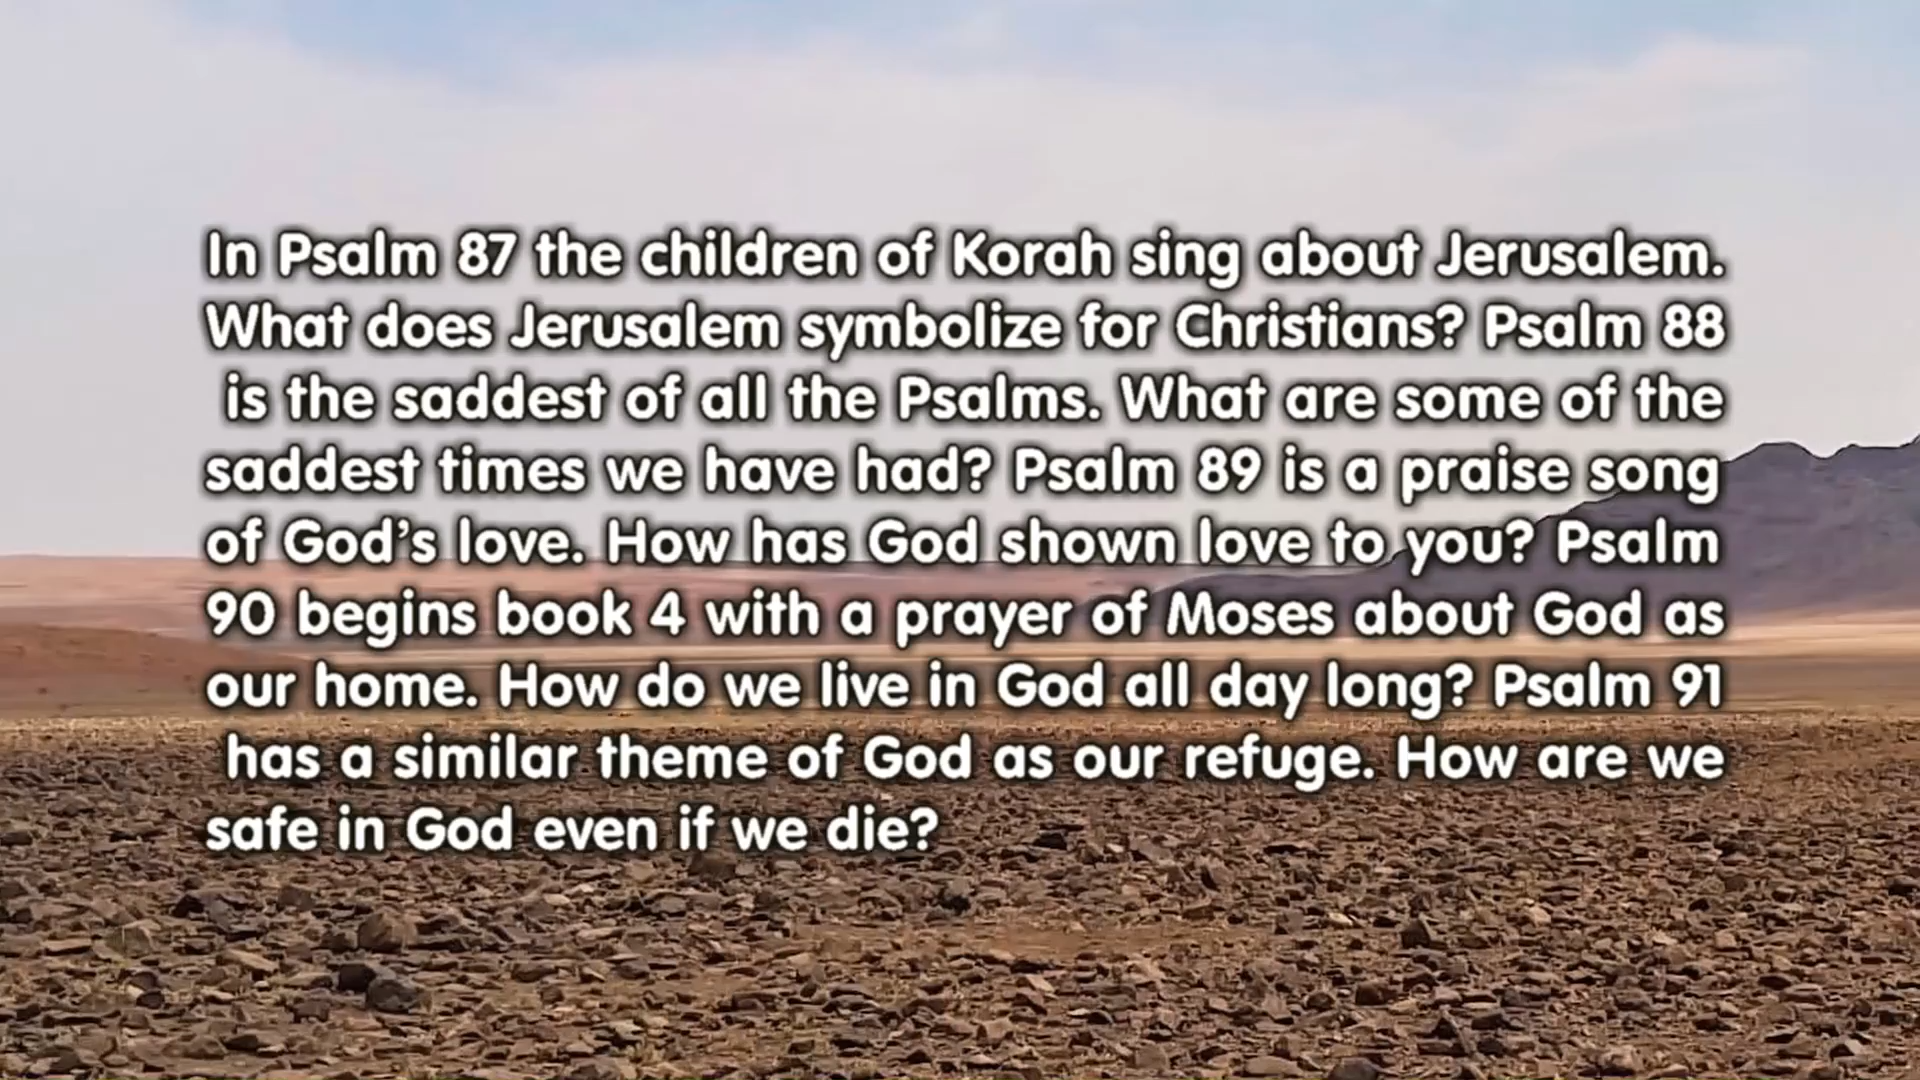 In Psalm 87 the children of Korah sing about Jerusalem.
What does Jerusalem symbolize for Christians? Psalm 88
is the saddest of all the Psalms. What are some of the
saddest times we have had? Psalm 89 is a praise song
of God’s love. How has God shown love to you? Psalm
90 begins book 4 with a prayer of Moses about God as
our home. How do we live in God all day long? Psalm 91
has a similar theme of God as our refuge. How are we
safe in God even if we die?